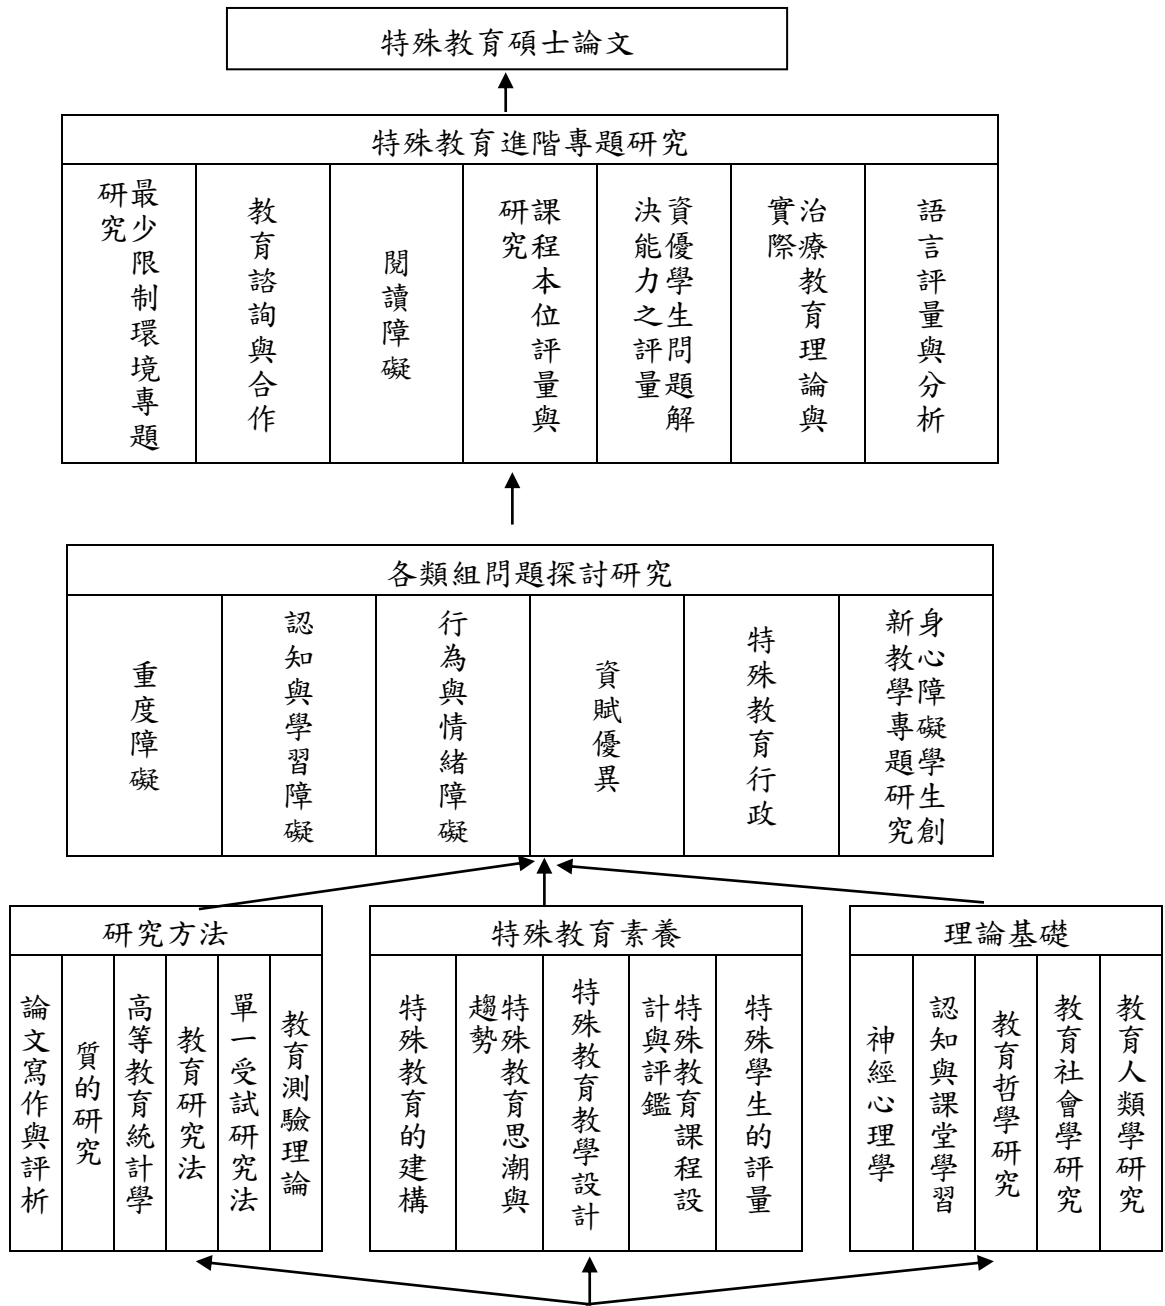 特殊教育碩士論文
特殊教育進階專題研究
最少限制環境專題
研究
教育諮詢與合作
閱讀障礙
課程本位評量與
研究
資優學生問題解
決能力之評量
治療教育理論與
實際
語言評量與分析
各類組問題探討研究
重度障礙
認知與學習障礙
行為與情緒障礙
資賦優異
特殊教育行政
身心障礙學生創
新教學專題研究
研究方法
論文寫作與評析
質的研究
高等教育統計學
教育研究法
單一受試研究法
教育測驗理論
特殊教育素養
特殊教育的建構
特殊教育思潮與
趨勢
特殊教育教學設計
特殊教育課程設
計與評鑑
特殊學生的評量
理論基礎
神經心理學
認知與課堂學習
教育哲學研究
教育社會學研究
教育人類學研究